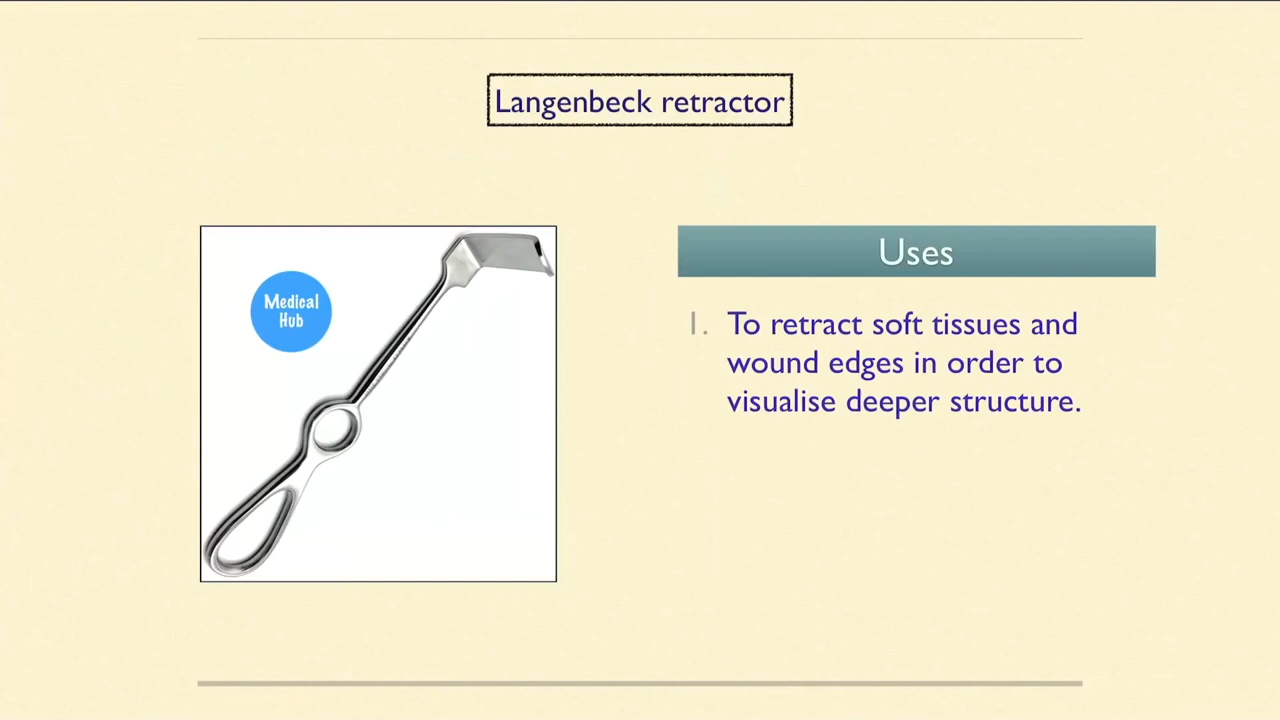 Langenbeck retractor
Medical
Hub
Uses
1. To retract soft tissues and
wound edges in order to
visualise deeper structure.